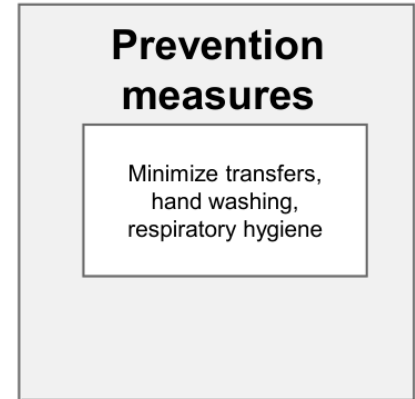 Prevention
measures
Minimize transfers,
hand washing,
respiratory hygiene